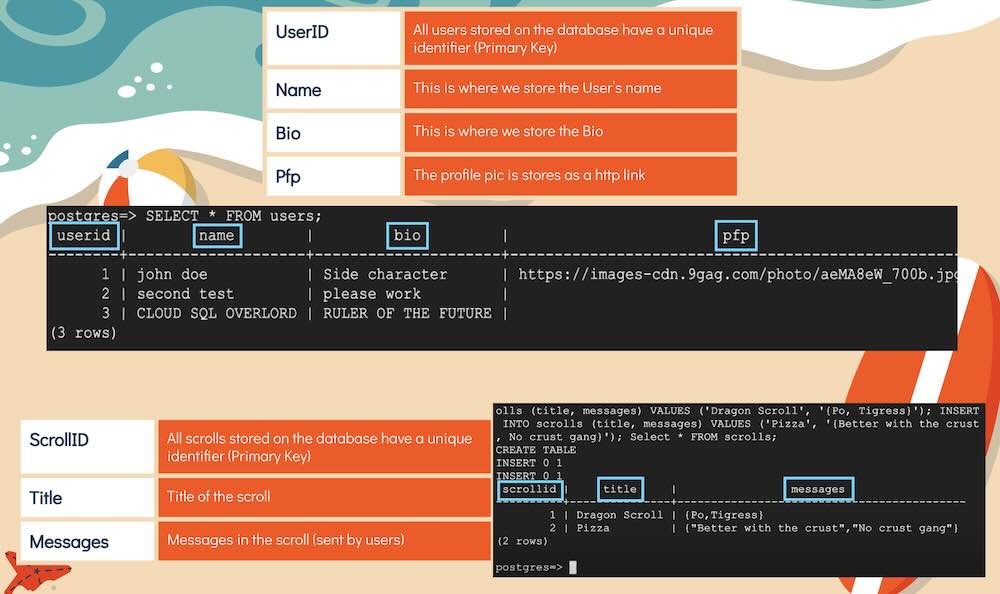 UserID
All users stored on the database have a unique
identifier (Primary Key)
Name
This is where we store the User's name
Bio
This is where we store the Bio
Pfp
The profile pic is stores as a http link
postgres=> SELECT * FROM users;
userid | name | bio | pfp
1 | john doe | Side character | https://images-cdn.9gag.com/photo/aeMA8eW_700b.jpg
2 | second test | please work |
3 | CLOUD SQL OVERLORD | RULER OF THE FUTURE |
(3 rows)
ScrollID
All scrolls stored on the database have a unique
identifier (Primary Key)
Title
Title of the scroll
Messages
Messages in the scroll (sent by users)
olls (title, messages) VALUES ('Dragon Scroll', '{Po, Tigress}'); INSERT
INTO scrolls (title, messages) VALUES ('Pizza', '{Better with the crust
, No crust gang}'); Select * FROM scrolls;
CREATE TABLE
INSERT 0 1
INSERT 0 1
scrollid | title | messages
1 | Dragon Scroll | {Po,Tigress}
2 | Pizza | {"Better with the crust","No crust gang"}
(2 rows)
postgres=>